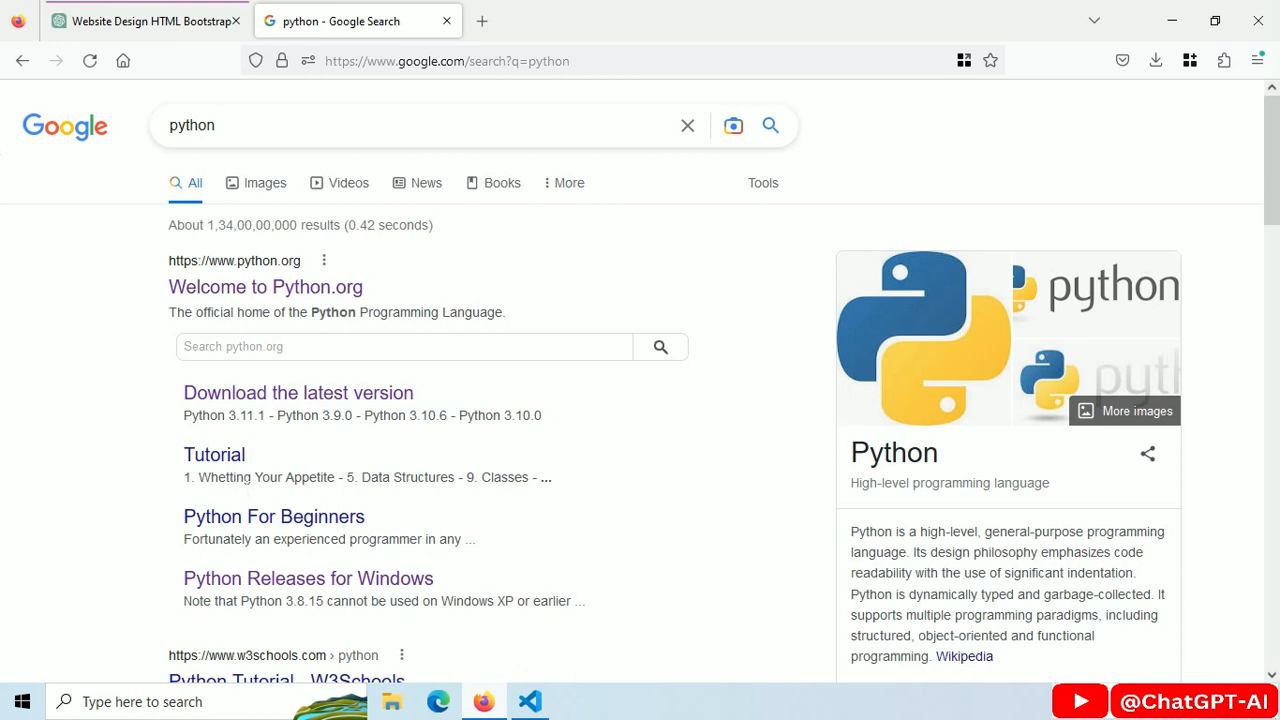 Website Design HTML Bootstrap
python - Google Search
https://www.google.com/search?q=python
Google
python
All
Images
Videos
News
Books
More
Tools
About 1,34,00,00,000 results (0.42 seconds)
https://www.python.org
Welcome to Python.org
The official home of the Python Programming Language.
Search python.org
Download the latest version
Python 3.11.1 - Python 3.9.0 - Python 3.10.6 - Python 3.10.0
Tutorial
1. Whetting Your Appetite - 5. Data Structures - 9. Classes - ...
Python For Beginners
Fortunately an experienced programmer in any ...
Python Releases for Windows
Note that Python 3.8.15 cannot be used on Windows XP or earlier ...
https://www.w3schools.com › python
Python Tutorial - W3Schools
python
pyth
More images
Python
High-level programming language
Python is a high-level, general-purpose programming
language. Its design philosophy emphasizes code
readability with the use of significant indentation.
Python is dynamically typed and garbage-collected. It
supports multiple programming paradigms, including
structured, object-oriented and functional
programming. Wikipedia
Type here to search
@ChatGPT-AI